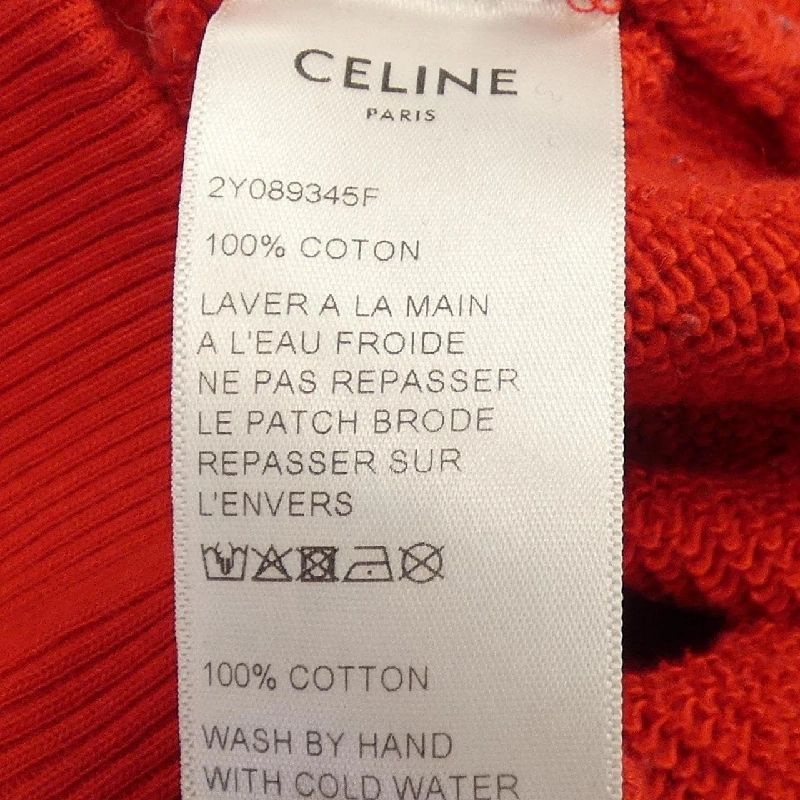 CELINE
PARIS
2Y089345F
100% COTON
LAVER A LA MAIN
A L'EAU FROIDE
NE PAS REPASSER
LE PATCH BRODE
REPASSER SUR
L'ENVERS
100% COTTON
WASH BY HAND
WITH COLD WATER